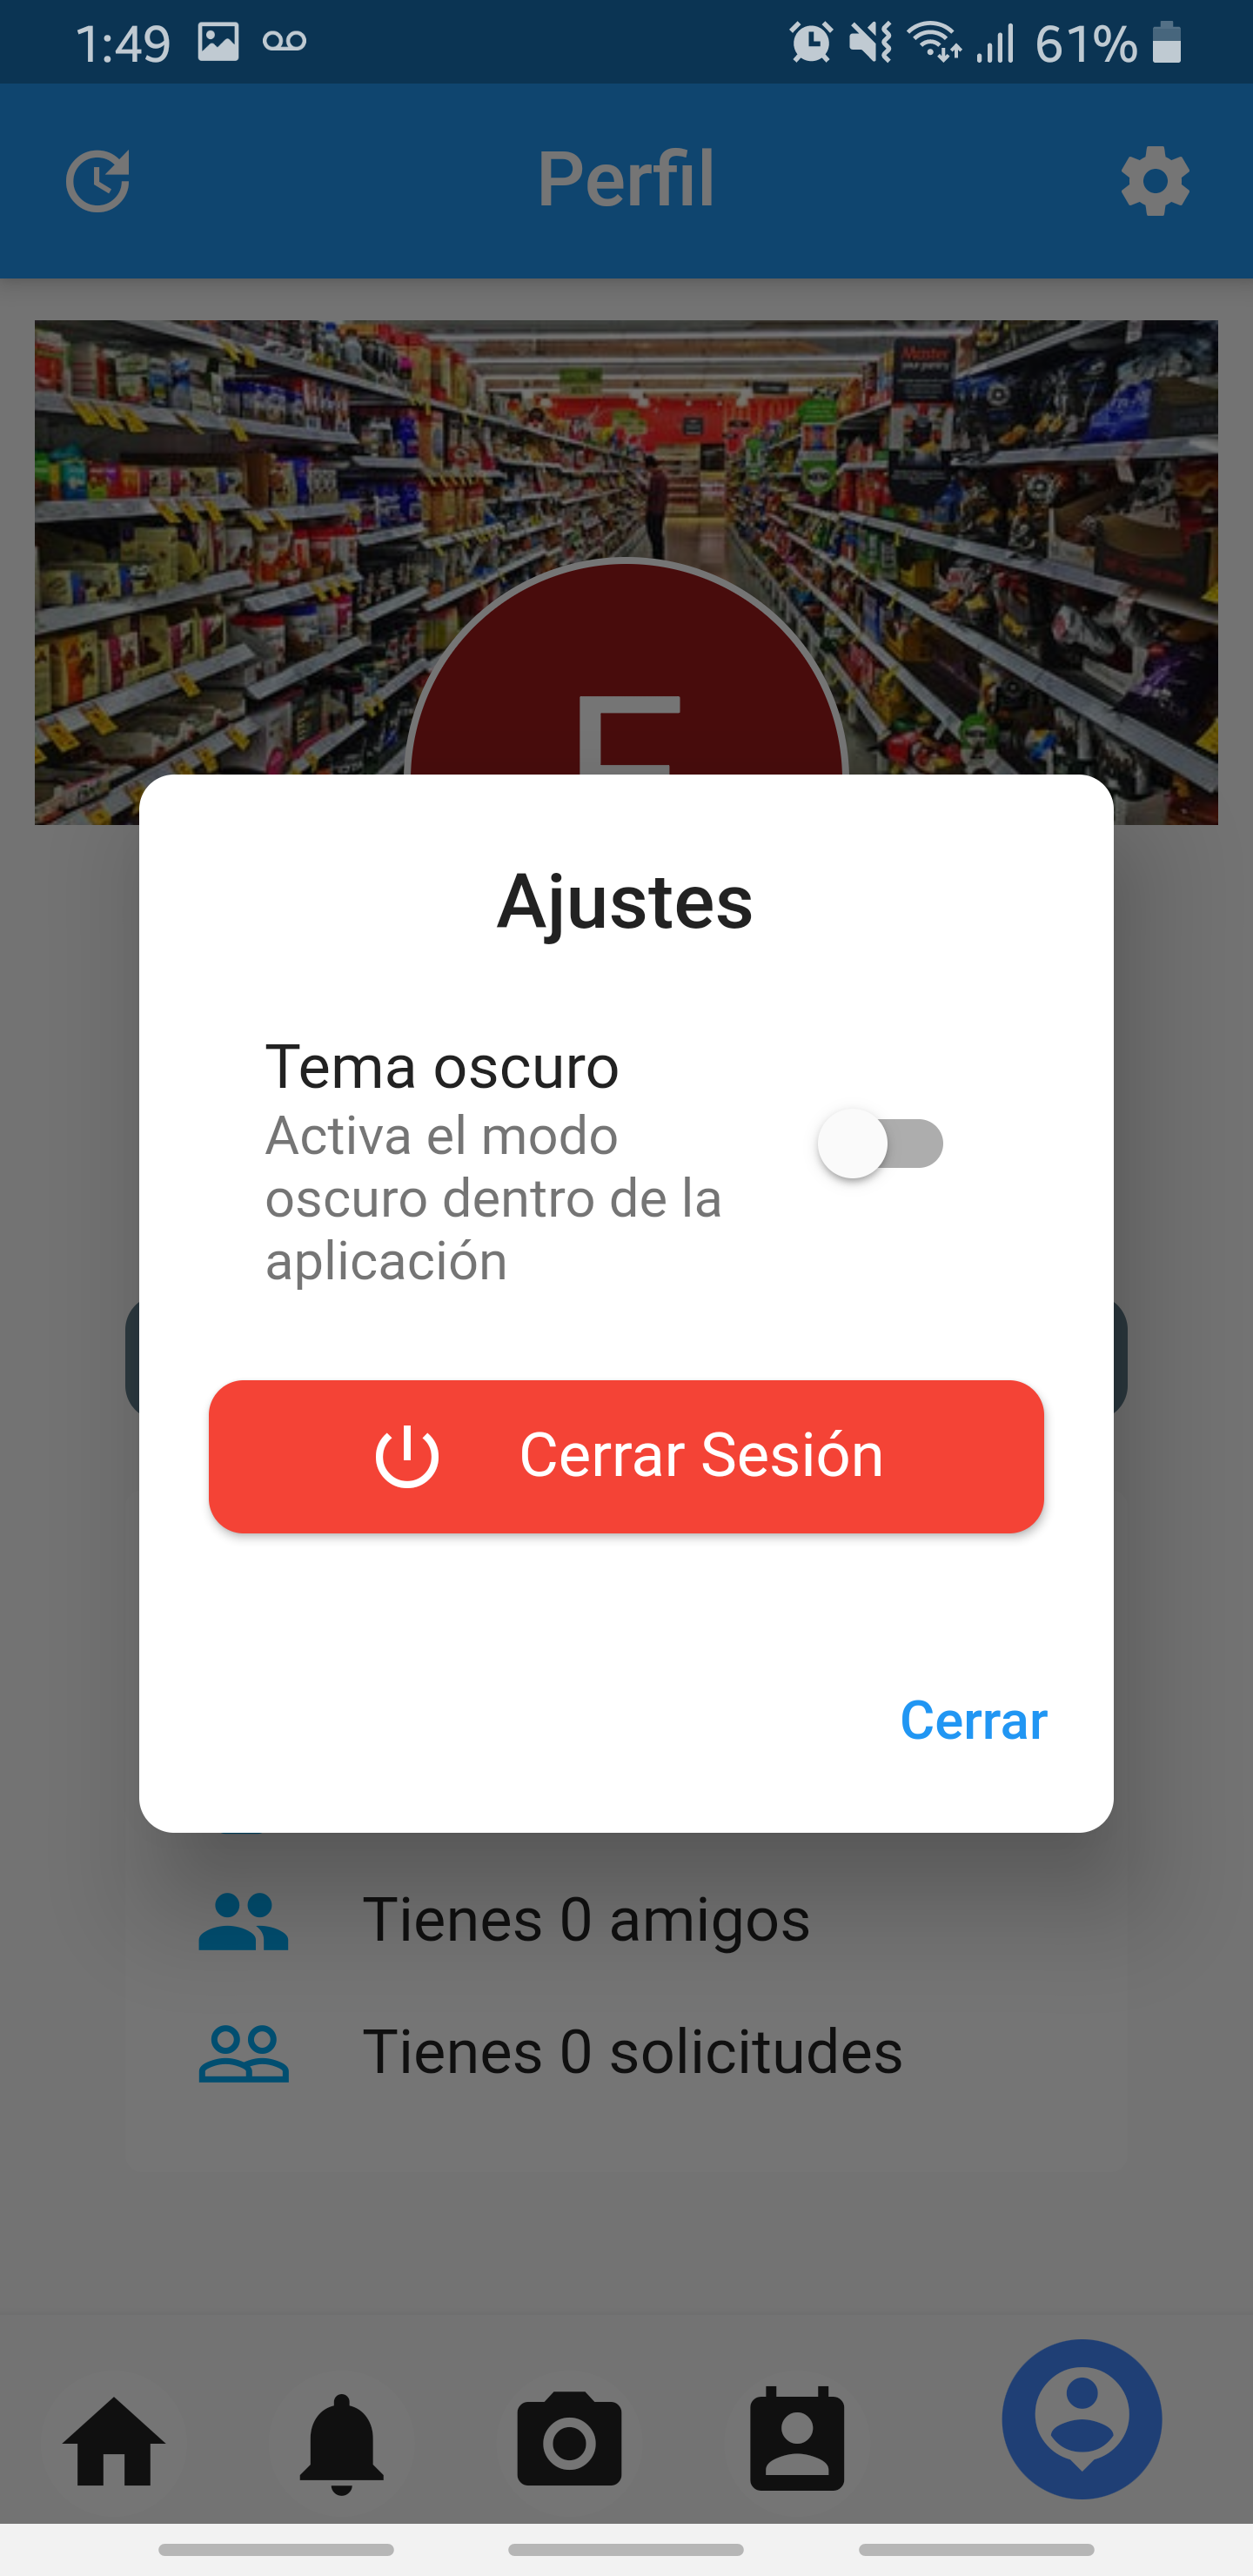 1:49 61%
Perfil
Master
Ajustes
Tema oscuro
Activa el modo
oscuro dentro de la
aplicación
Cerrar Sesión
Cerrar
Tienes 0 amigos
Tienes 0 solicitudes